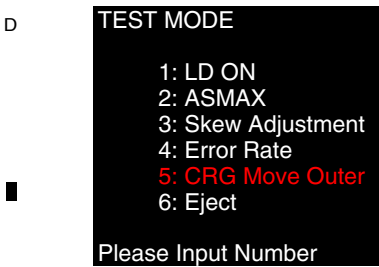 D
TEST MODE
1: LD ON
2: ASMAX
3: Skew Adjustment
4: Error Rate
5: CRG Move Outer
6: Eject
Please Input Number